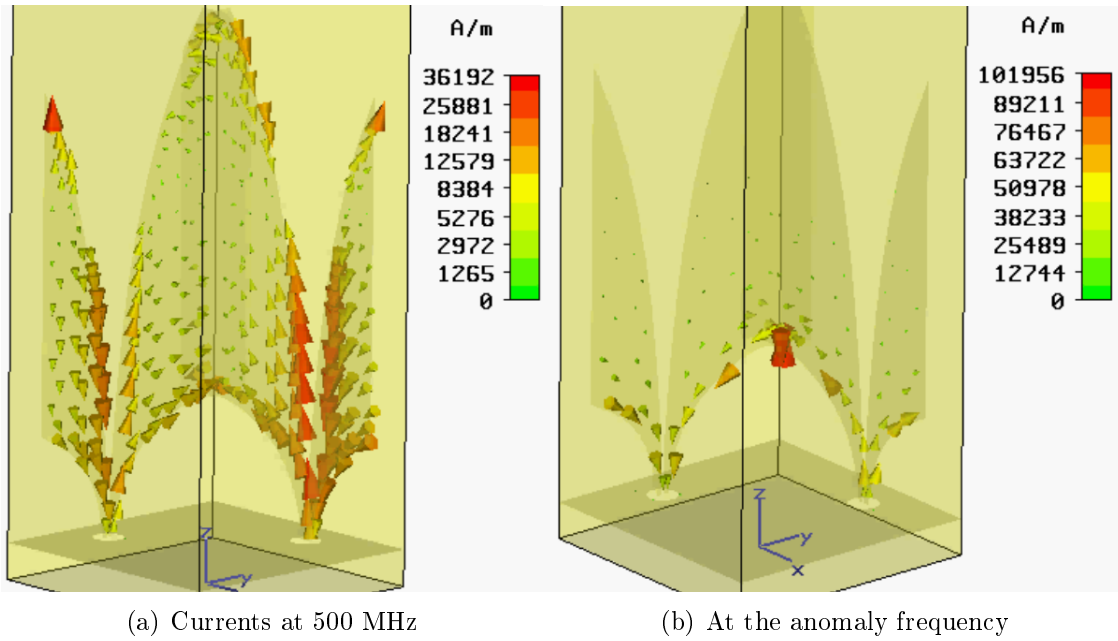 A/m
36192
25881
18241
12579
8384
5276
2972
1265
0
z
y
A/m
101956
89211
76467
63722
50978
38233
25489
12744
0
z
y
x
(a) Currents at 500 MHz
(b) At the anomaly frequency